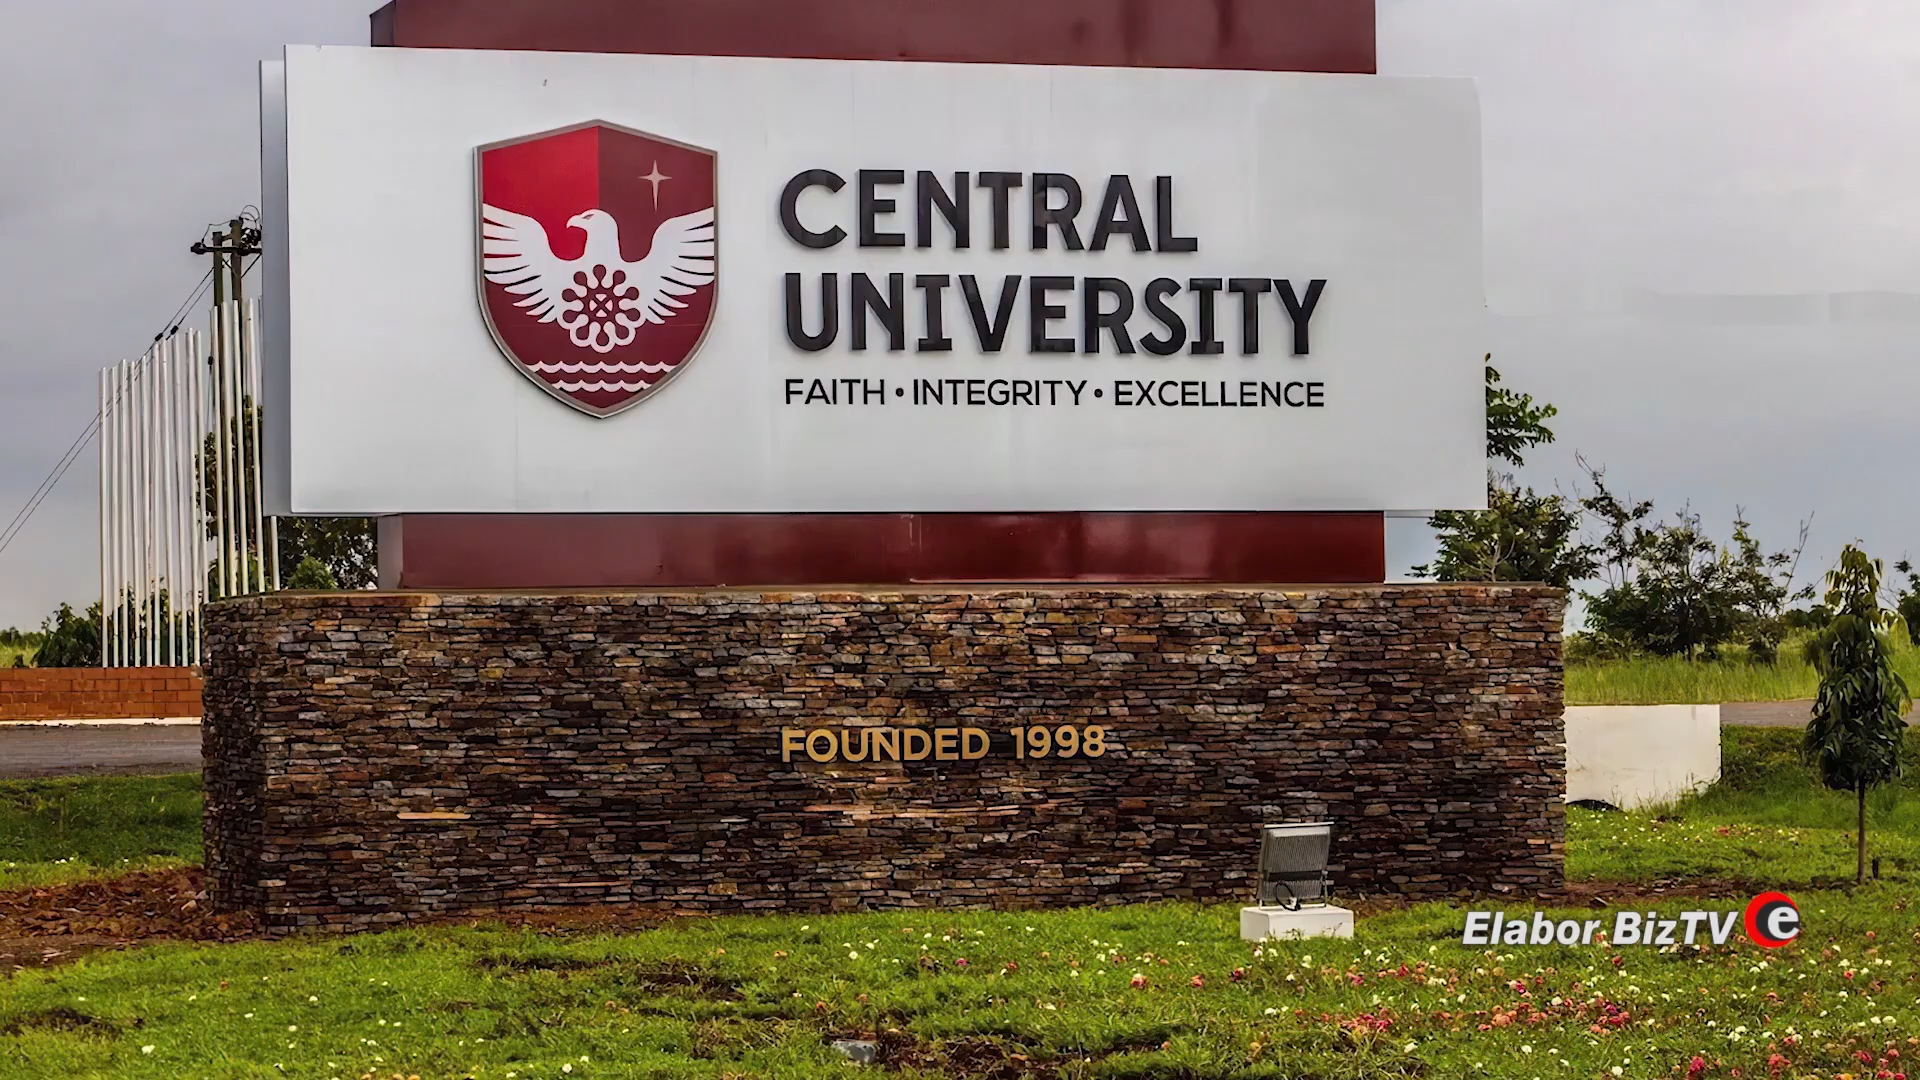 CENTRAL
UNIVERSITY
FAITH • INTEGRITY • EXCELLENCE
FOUNDED 1998
Elabor BizTV e